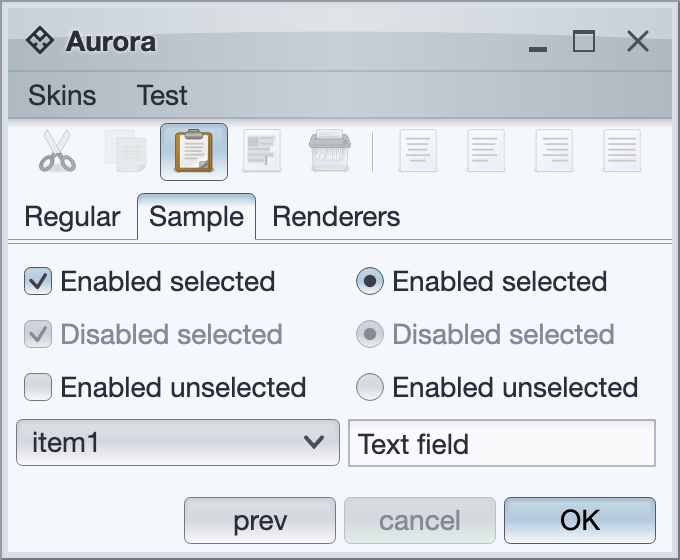 Aurora
Skins Test
Regular Sample Renderers
Enabled selected Enabled selected
Disabled selected Disabled selected
Enabled unselected Enabled unselected
item1 Text field
prev cancel OK